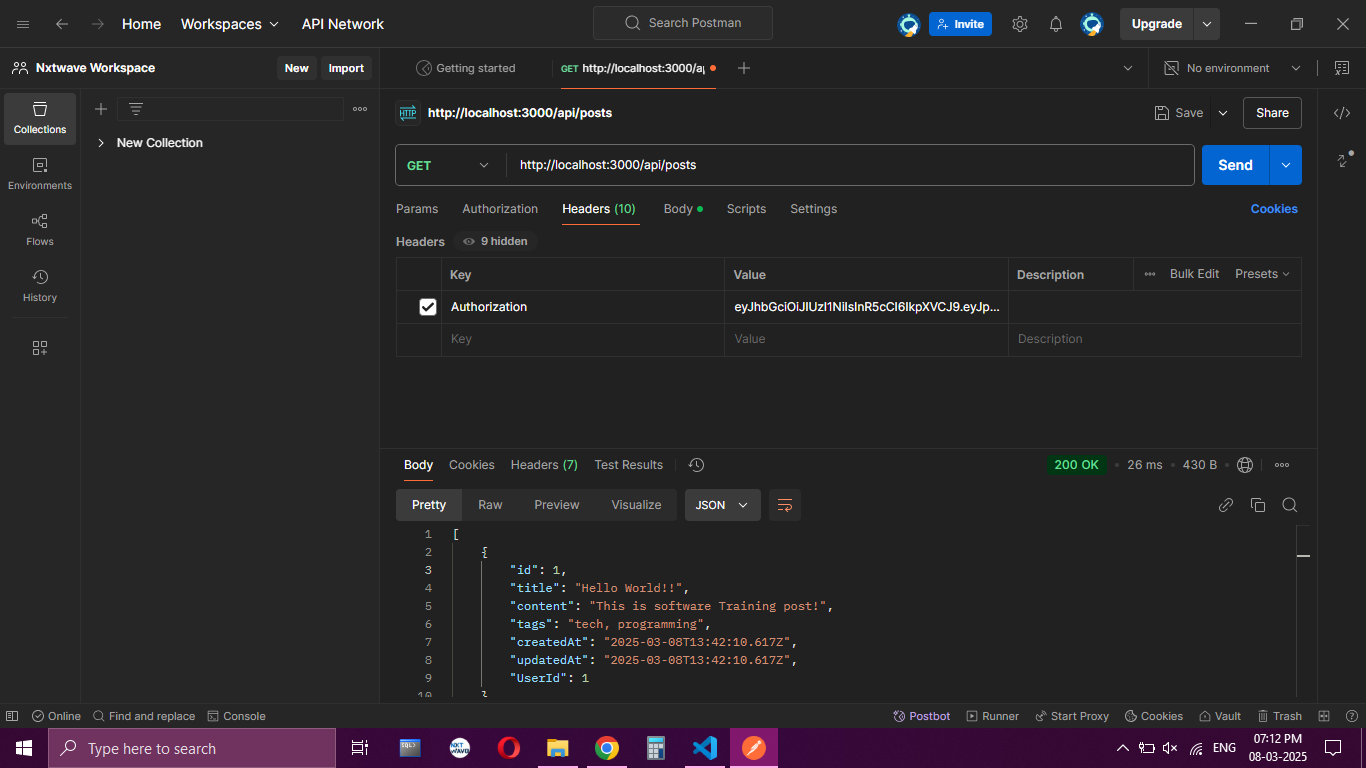 Home Workspaces API Network Search Postman Invite Upgrade
Nxtwave Workspace New Import Getting started GET http://localhost:3000/ap No environment
Collections
HTTP http://localhost:3000/api/posts Save Share
New Collection
GET http://localhost:3000/api/posts Send
Environments
Params Authorization Headers (10) Body Scripts Settings Cookies
Flows
Headers 9 hidden
Key Value Description Bulk Edit Presets
History
Authorization eyJhbGciOiJIUzI1NiIsInR5cCI6IkpXVCJ9.eyJp...
Key Value Description
Body Cookies Headers (7) Test Results 200 OK • 26 ms • 430 B •
Pretty Raw Preview Visualize JSON
1 [
2 {
3 "id": 1,
4 "title": "Hello World!!",
5 "content": "This is software Training post!",
6 "tags": "tech, programming",
7 "createdAt": "2025-03-08T13:42:10.617Z",
8 "updatedAt": "2025-03-08T13:42:10.617Z",
9 "UserId": 1
10 }
Online Find and replace Console Postbot Runner Start Proxy Cookies Vault Trash
Type here to search SQL NXT WAVE ENG 07:12 PM
08-03-2025